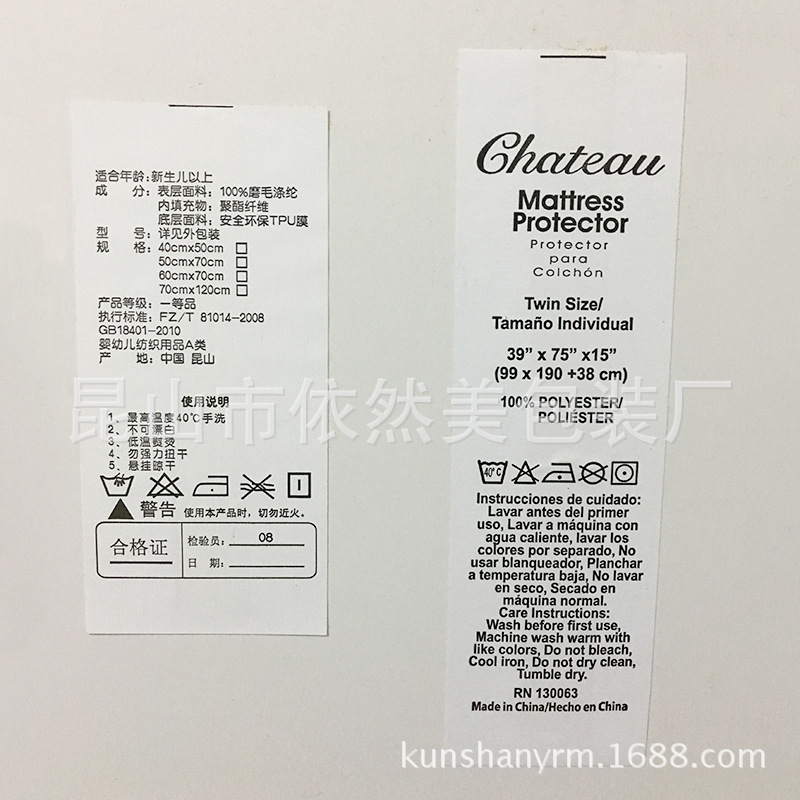 适合年龄:新生儿以上
成 分: 表层面料: 100%磨毛涤纶
内填充物: 聚酯纤维
底层面料: 安全环保TPU膜
型 号: 详见外包装
规 格: 40cmx50cm
50cmx70cm
60cmx70cm
70cmx120cm
产品等级: 一等品
执行标准: FZ/T 81014-2008
GB18401-2010
婴幼儿纺织用品A类
产 地: 中国 昆山
使用说明
1、最高温度40℃手洗
2、不可漂白
3、低温熨烫
4、勿强力扭干
5、悬挂晾干
警告 使用本产品时, 切勿近火。
合格证
检验员: 08
日 期:
Chateau
Mattress
Protector
Protector
para
Colchón
Twin Size/
Tamaño Individual
39” x 75” x15”
(99 x 190 +38 cm)
100% POLYESTER/
POLIÉSTER
40°C
Instrucciones de cuidado:
Lavar antes del primer
uso, Lavar a máquina con
agua caliente, lavar los
colores por separado, No
usar blanqueador, Planchar
a temperatura baja, No lavar
en seco, Secado en
máquina normal.
Care Instructions:
Wash before first use,
Machine wash warm with
like colors, Do not bleach,
Cool iron, Do not dry clean,
Tumble dry.
RN 130063
Made in China/Hecho en China
昆山市依然美包装厂
kunshanyrm.1688.com